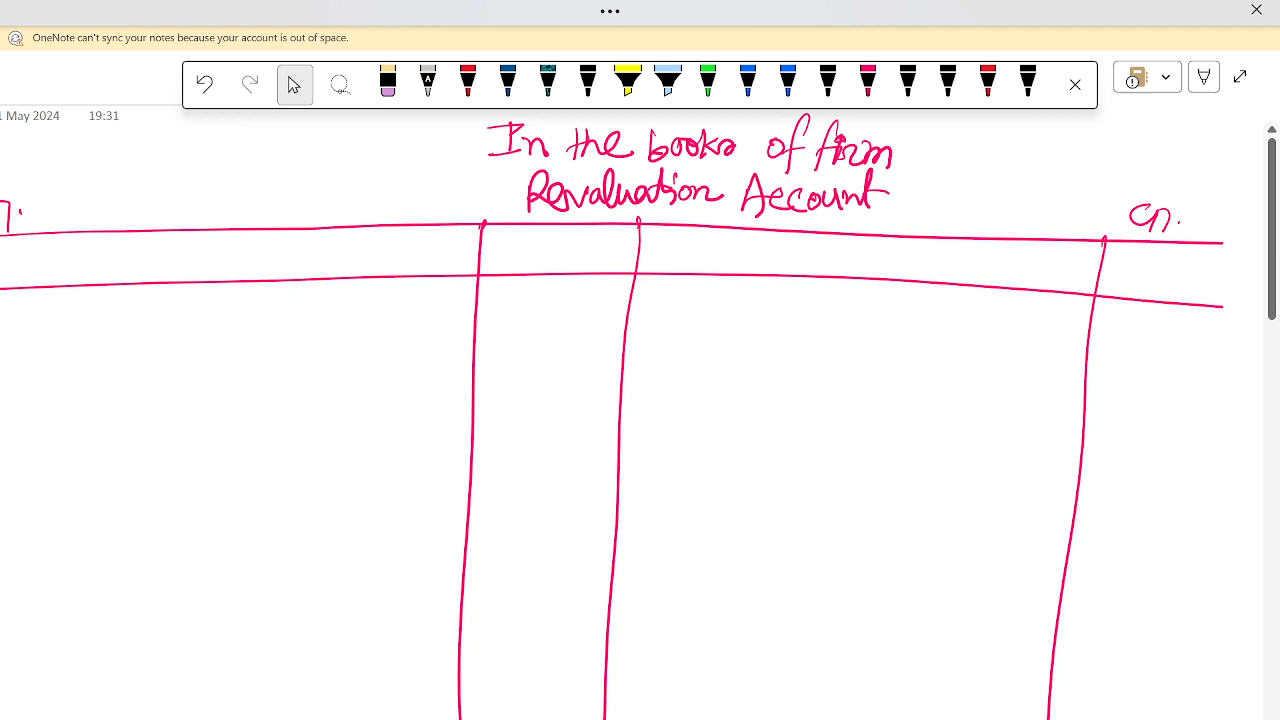 OneNote can't sync your notes because your account is out of space.
A
May 2024 19:31
In the books of firm
Revaluation Account
Cr.